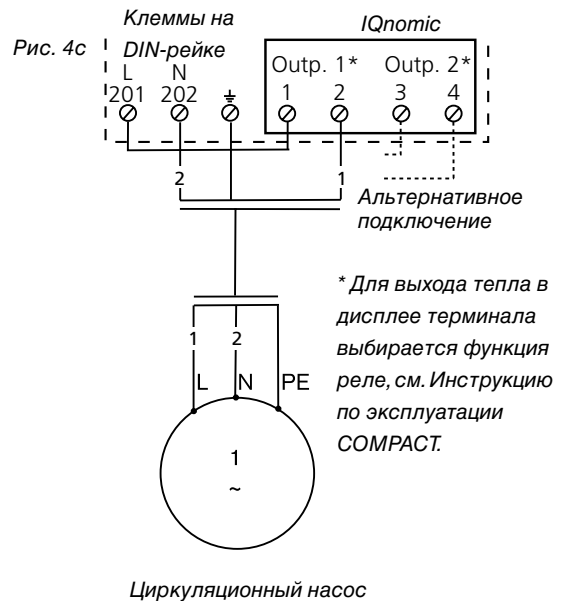 Рис. 4c
Клеммы на
DIN-рейке
IQnomic
L
N
201
202
Outp. 1*
Outp. 2*
1
2
3
4
2
1
Альтернативное
подключение
* Для выхода тепла в
дисплее терминала
выбирается функция
реле, см. Инструкцию
по эксплуатации
COMPACT.
1
2
L
N
PE
1
~
Циркуляционный насос